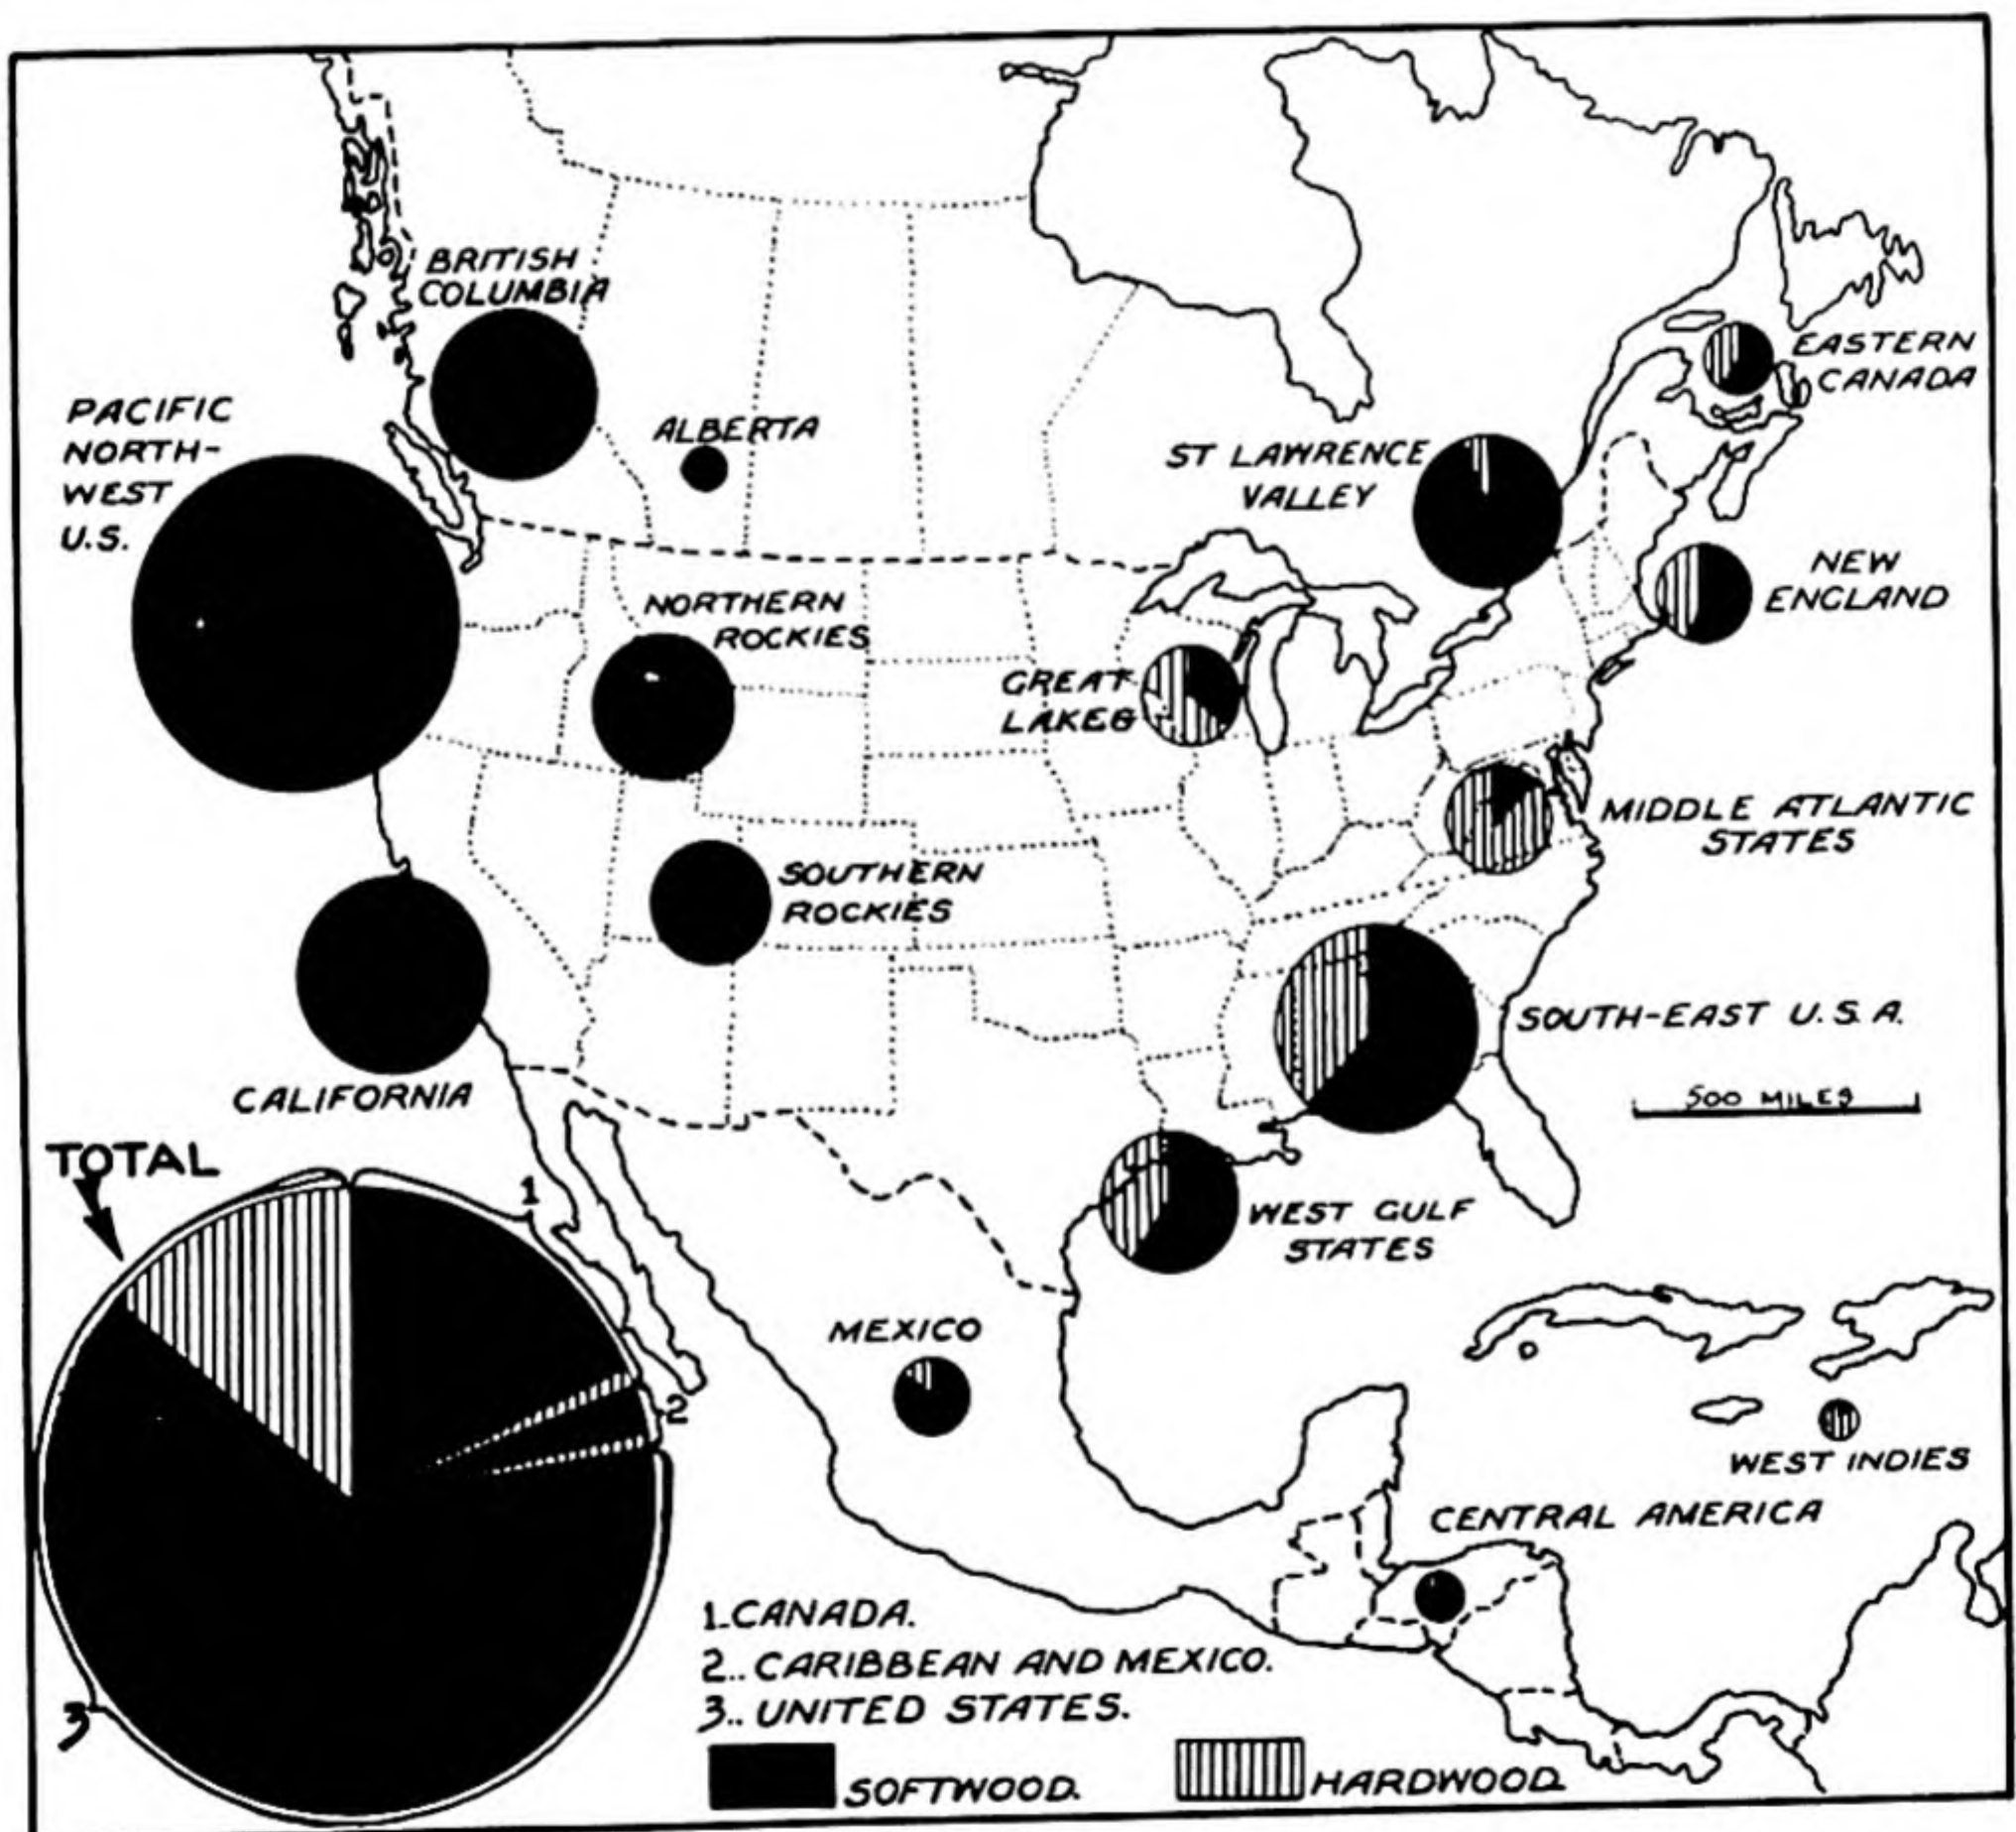 BRITISH
COLUMBIA
PACIFIC
NORTH-
WEST
U.S.
ALBERTA
EASTERN
CANADA
ST LAWRENCE
VALLEY
NEW
ENGLAND
NORTHERN
ROCKIES
GREAT
LAKES
MIDDLE ATLANTIC
STATES
SOUTHERN
ROCKIES
SOUTH-EAST U.S.A.
500 MILES
CALIFORNIA
TOTAL
1
WEST GULF
STATES
MEXICO
2
WEST INDIES
CENTRAL AMERICA
1..CANADA.
2.. CARIBBEAN AND MEXICO.
3.. UNITED STATES.
3
SOFTWOOD.
HARDWOOD